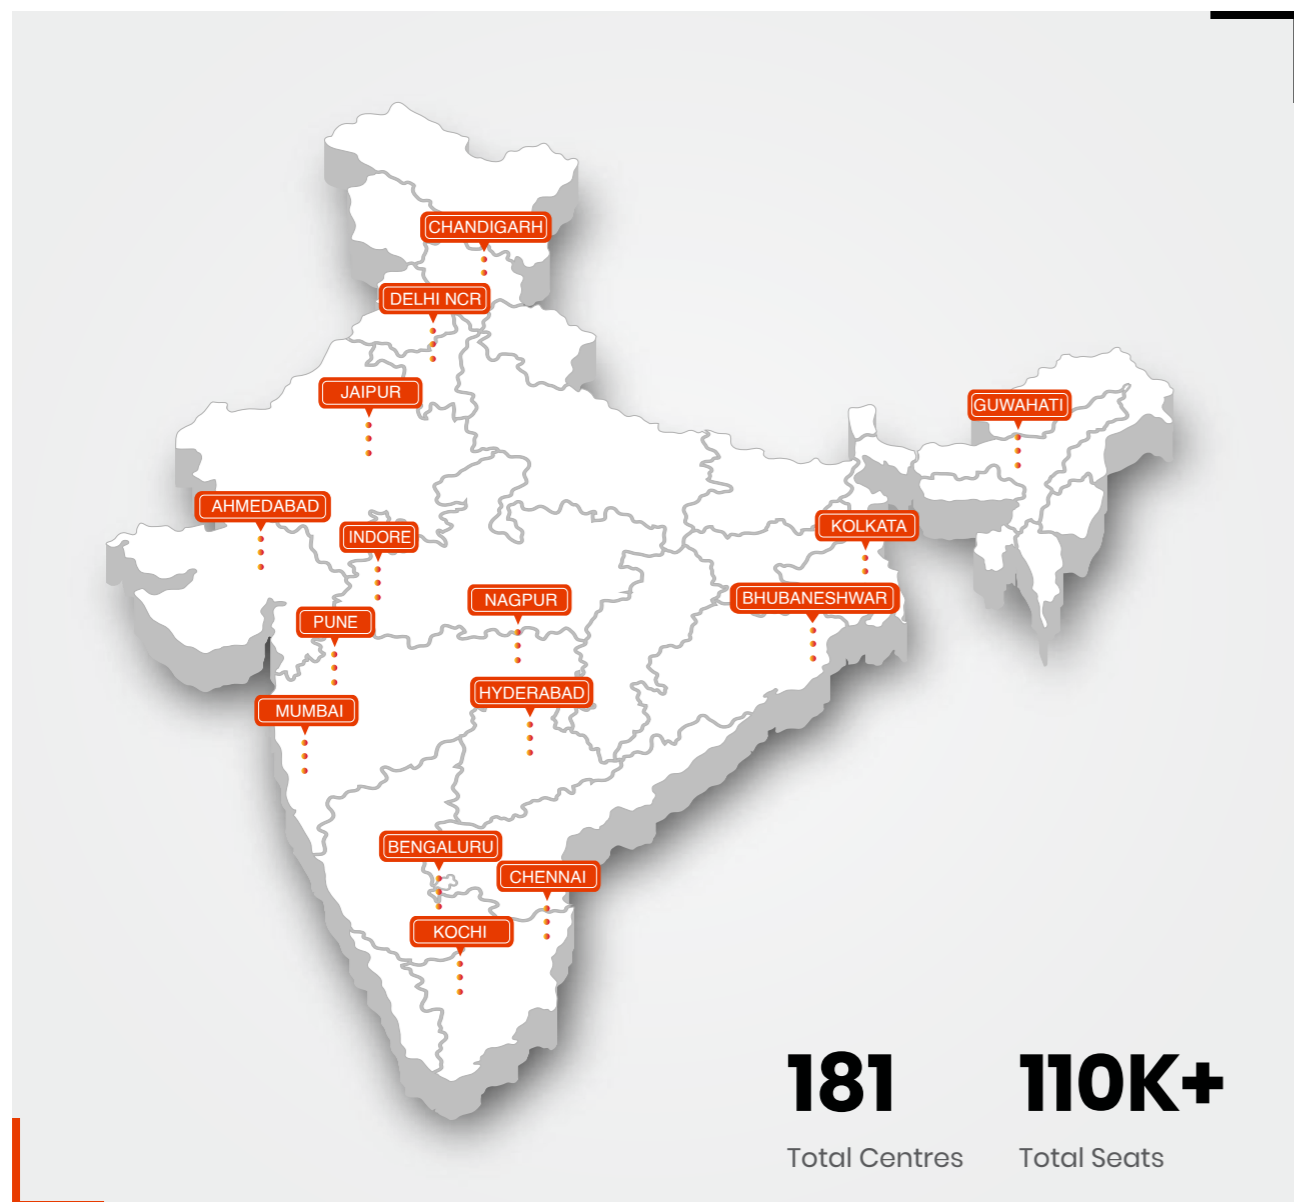 CHANDIGARH
DELHI NCR
JAIPUR
GUWAHATI
AHMEDABAD
INDORE
KOLKATA
NAGPUR
BHUBANESHWAR
PUNE
HYDERABAD
MUMBAI
BENGALURU
CHENNAI
KOCHI
181 110K+
Total Centres Total Seats